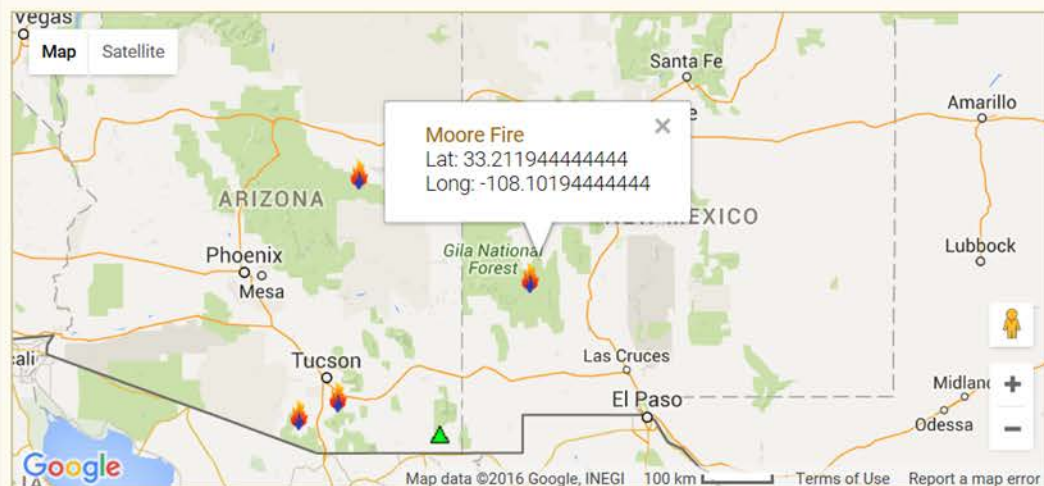 Vegas
Map Satellite
Santa Fe
Amarillo
Moore Fire
Lat: 33.211944444444
Long: -108.10194444444
ARIZONA
MEXICO
Gila National
Forest
Phoenix
Mesa
Lubbock
Tucson
Las Cruces
El Paso
Midland
Odessa
Google
Map data ©2016 Google, INEGI 100 km Terms of Use Report a map error